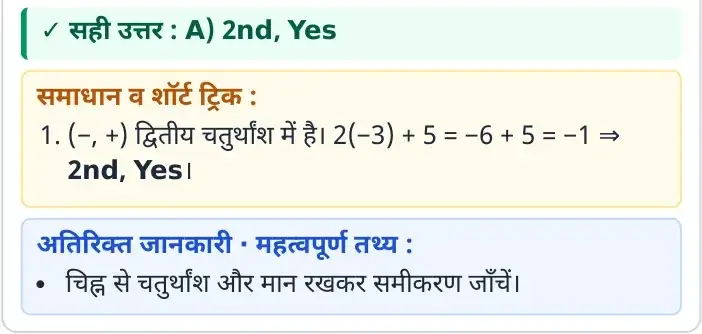 ✓ सही उत्तर : A) 2nd, Yes
समाधान व शॉर्ट ट्रिक :
1. (−, +) द्वितीय चतुर्थांश में है। 2(−3) + 5 = −6 + 5 = −1 ⇒
2nd, Yes।
अतिरिक्त जानकारी · महत्वपूर्ण तथ्य :
• चिह्न से चतुर्थांश और मान रखकर समीकरण जाँचें।